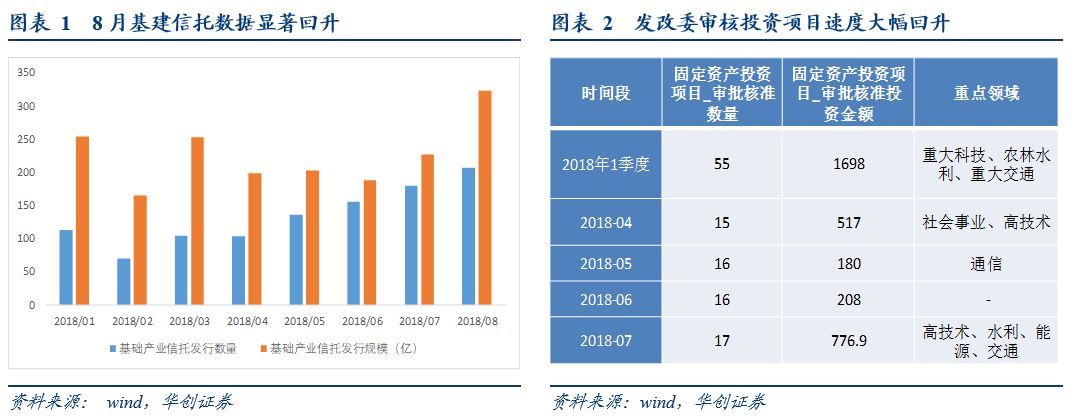 图表 1 8月基建信托数据显著回升
350
300
250
200
150
100
50
0
2018/01 2018/02 2018/03 2018/04 2018/05 2018/06 2018/07 2018/08
基础产业信托发行数量 基础产业信托发行规模（亿）
资料来源： wind，华创证券
图表 2 发改委审核投资项目速度大幅回升
时间段
固定资产投资
项目_审批核准
数量
固定资产投资项
目_审批核准投
资金额
重点领域
2018年1季度 55 1698
重大科技、农林水
利、重大交通
2018-04 15 517 社会事业、高技术
2018-05 16 180 通信
2018-06 16 208 -
2018-07 17 776.9
高技术、水利、能
源、交通
资料来源：wind，华创证券